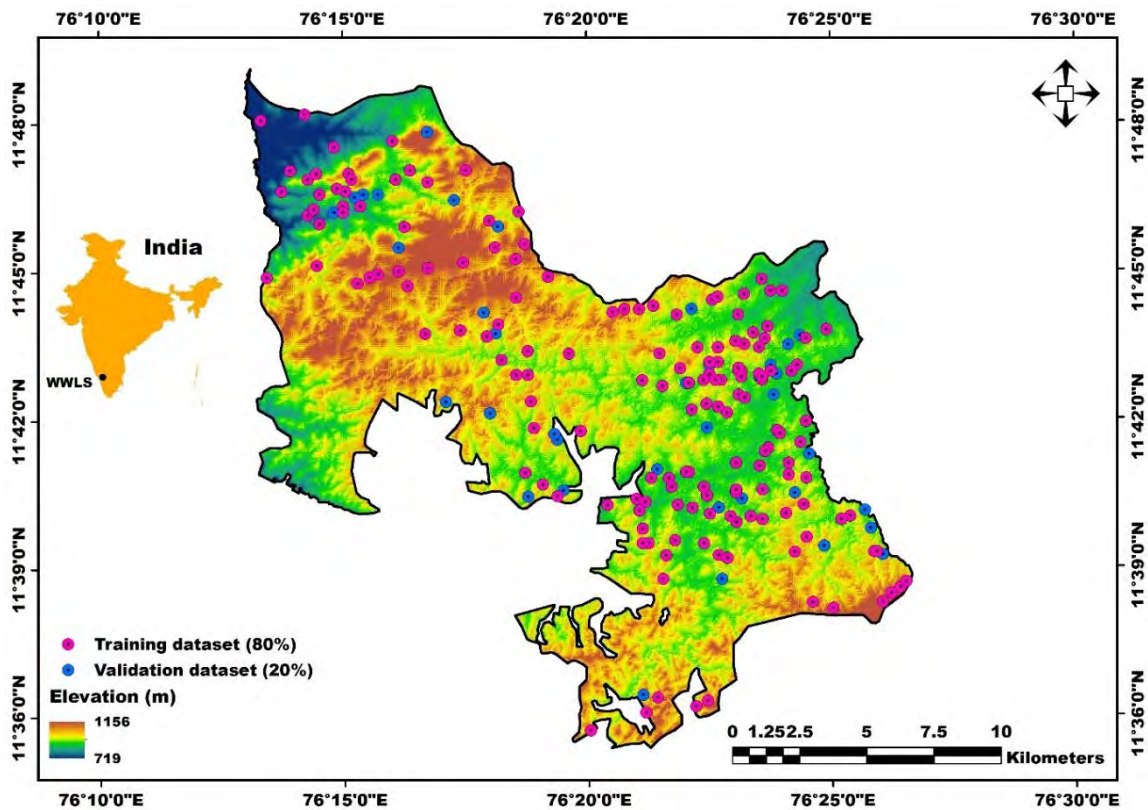 76°10'0"E 76°15'0"E 76°20'0"E 76°25'0"E 76°30'0"E
11°48'0"N
11°48'0"N
India
11°45'0"N
11°45'0"N
WWLS
11°42'0"N
11°42'0"N
11°39'0"N
11°39'0"N
Training dataset (80%)
Validation dataset (20%)
Elevation (m)
1156
719
11°36'0"N
11°36'0"N
0 1.252.5 5 7.5 10
Kilometers
76°10'0"E 76°15'0"E 76°20'0"E 76°25'0"E 76°30'0"E